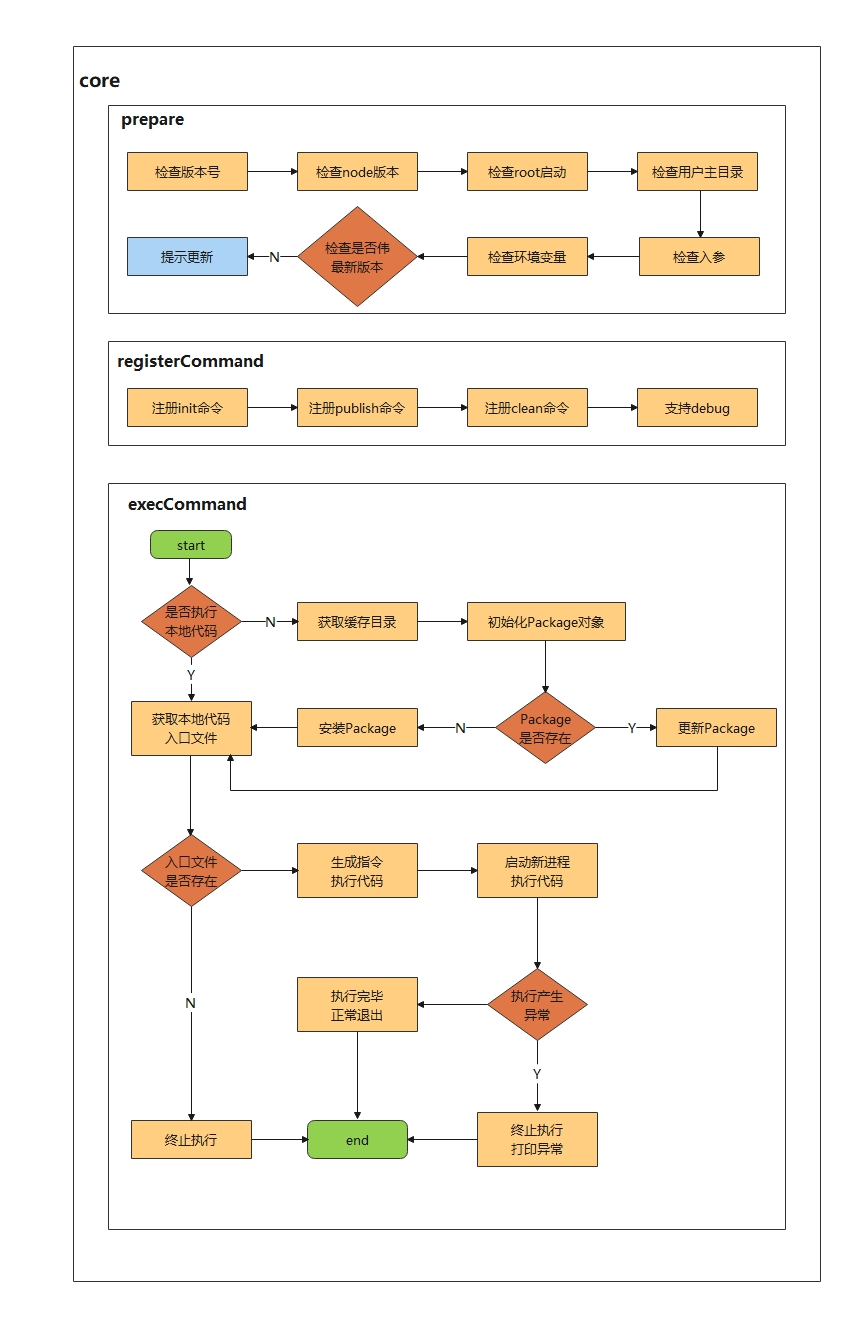 core
prepare
检查版本号
检查node版本
检查root启动
检查用户主目录
提示更新
N
检查是否伟
最新版本
检查环境变量
检查入参
registerCommand
注册init命令
注册publish命令
注册clean命令
支持debug
execCommand
start
是否执行
本地代码
N
获取缓存目录
初始化Package对象
Y
获取本地代码
入口文件
安装Package
N
Package
是否存在
Y
更新Package
入口文件
是否存在
生成指令
执行代码
启动新进程
执行代码
N
执行完毕
正常退出
执行产生
异常
Y
终止执行
end
终止执行
打印异常